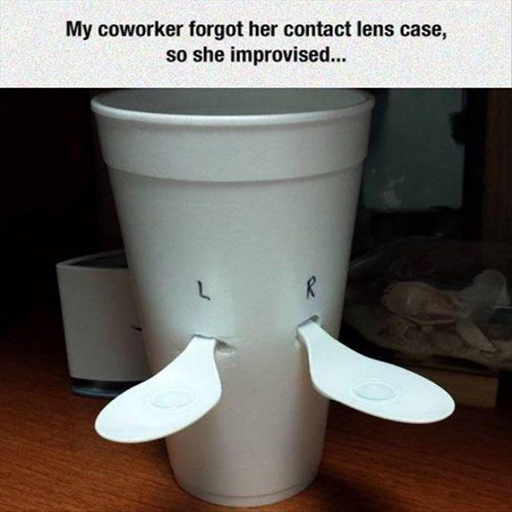 My coworker forgot her contact lens case,
so she improvised...
L R